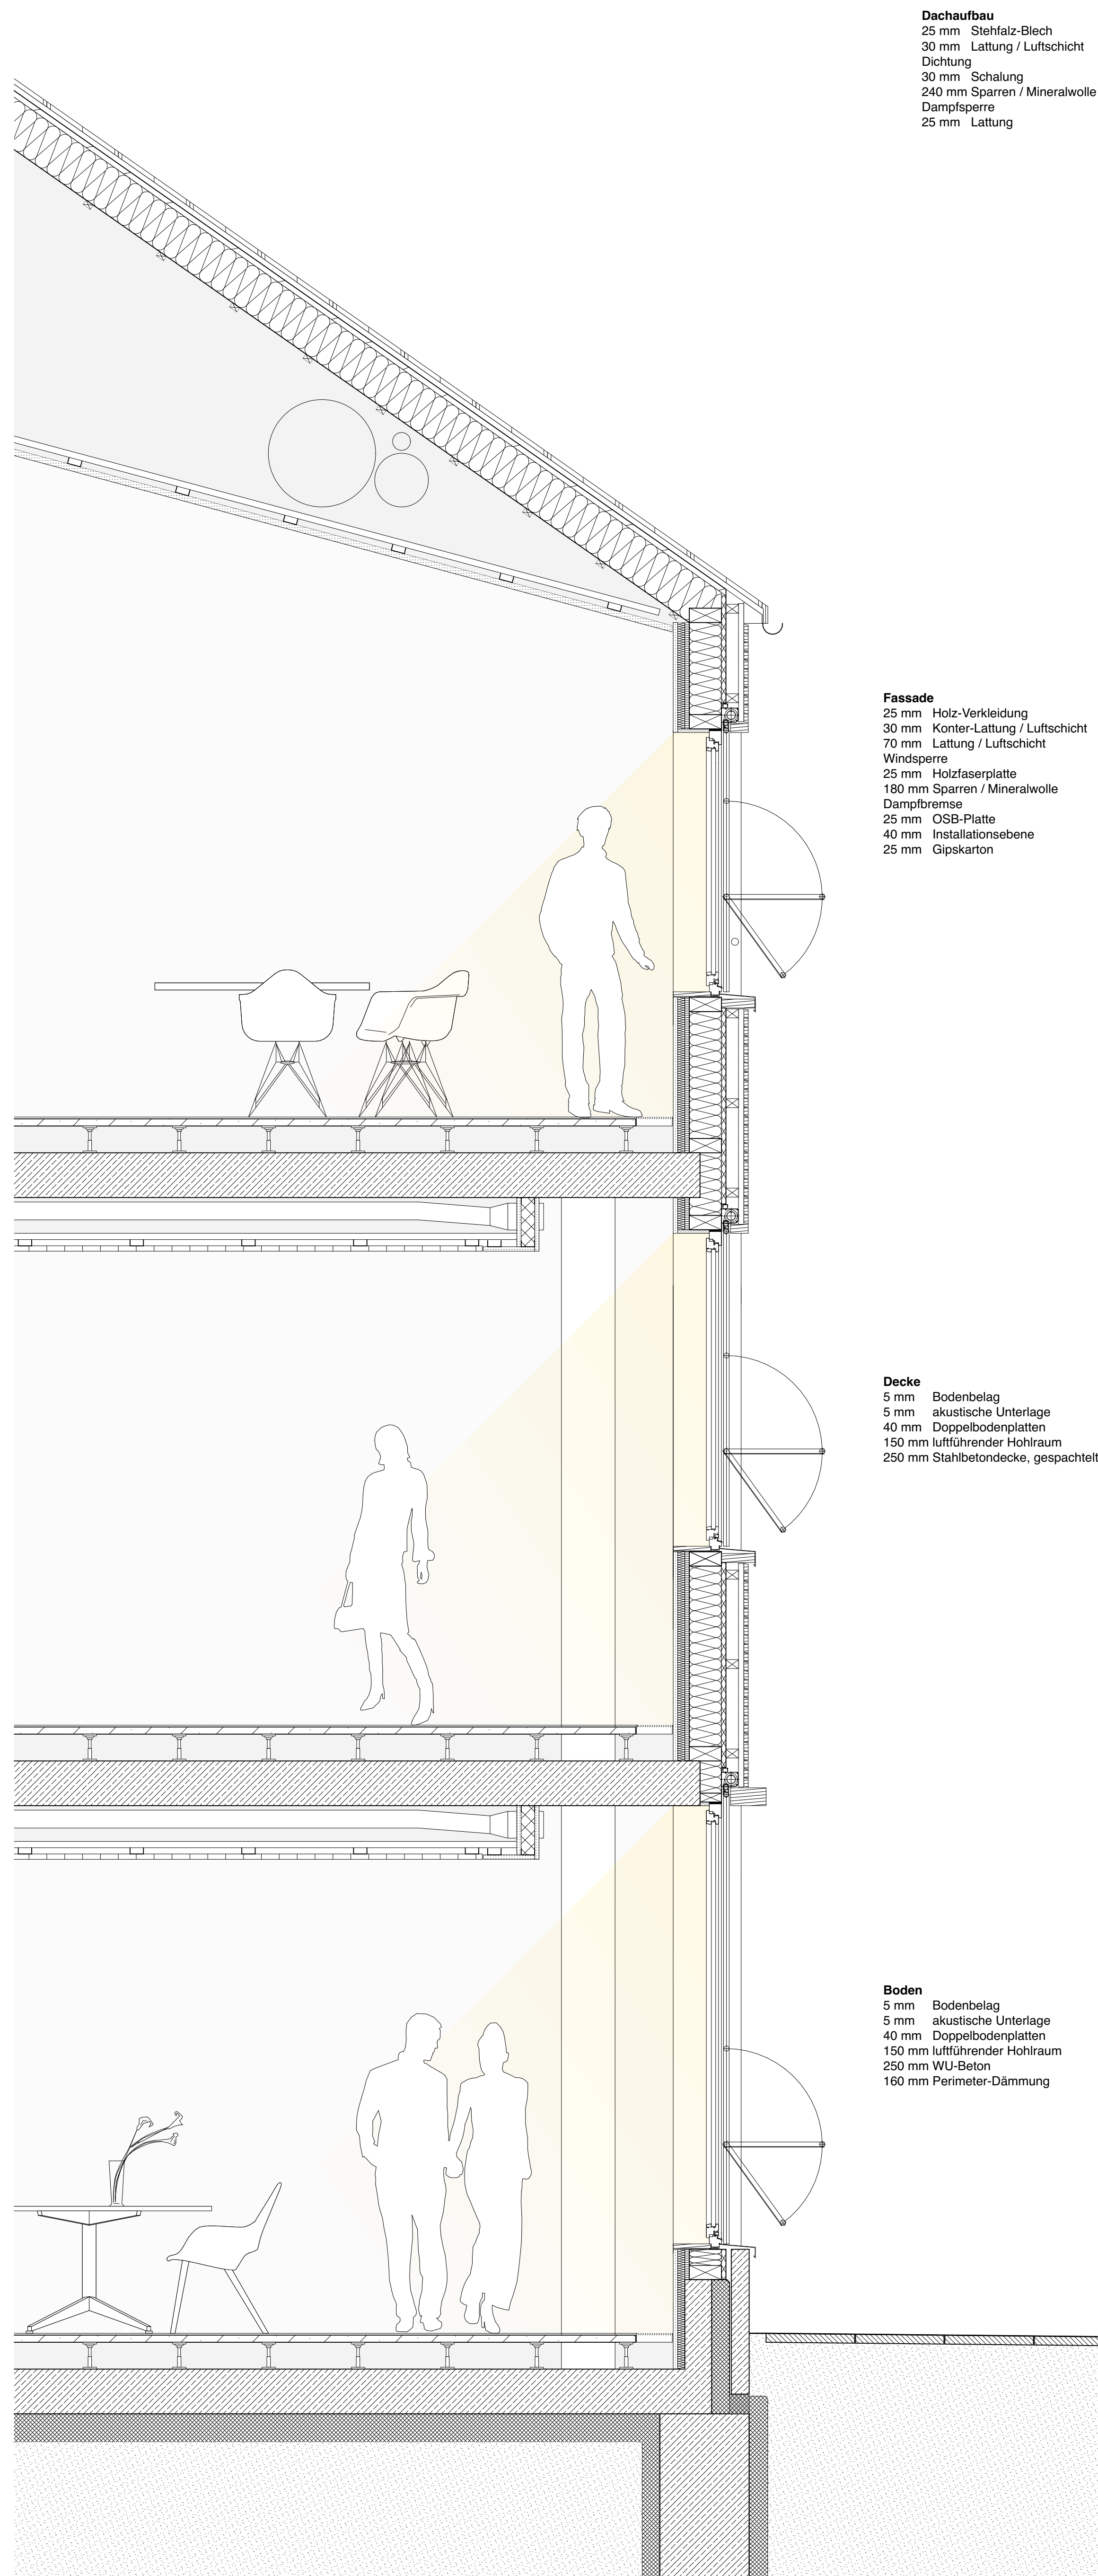 Dachaufbau
25 mm Stehfalz-Blech
30 mm Lattung / Luftschicht
Dichtung
30 mm Schalung
240 mm Sparren / Mineralwolle
Dampfsperre
25 mm Lattung
Fassade
25 mm Holz-Verkleidung
30 mm Konter-Lattung / Luftschicht
70 mm Lattung / Luftschicht
Windsperre
25 mm Holzfaserplatte
180 mm Sparren / Mineralwolle
Dampfbremse
25 mm OSB-Platte
40 mm Installationsebene
25 mm Gipskarton
Decke
5 mm Bodenbelag
5 mm akustische Unterlage
40 mm Doppelbodenplatten
150 mm luftführender Hohlraum
250 mm Stahlbetondecke, gespachtelt
Boden
5 mm Bodenbelag
5 mm akustische Unterlage
40 mm Doppelbodenplatten
150 mm luftführender Hohlraum
250 mm WU-Beton
160 mm Perimeter-Dämmung